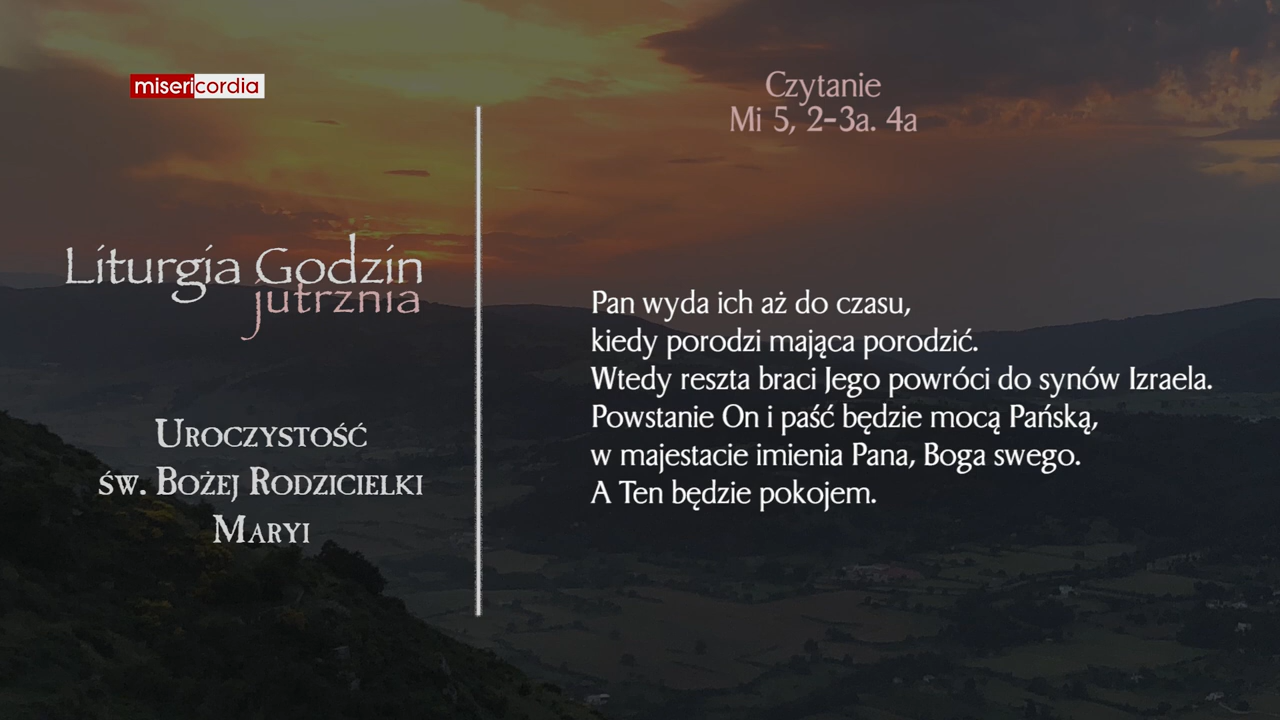 misericordia
Liturgia Godzin
jutrznia
Uroczystość
św. Bożej Rodzicielki
Maryi
Czytanie
Mi 5, 2-3a. 4a
Pan wyda ich aż do czasu,
kiedy porodzi mająca porodzić.
Wtedy reszta braci Jego powróci do synów Izraela.
Powstanie On i paść będzie mocą Pańską,
w majestacie imienia Pana, Boga swego.
A Ten będzie pokojem.